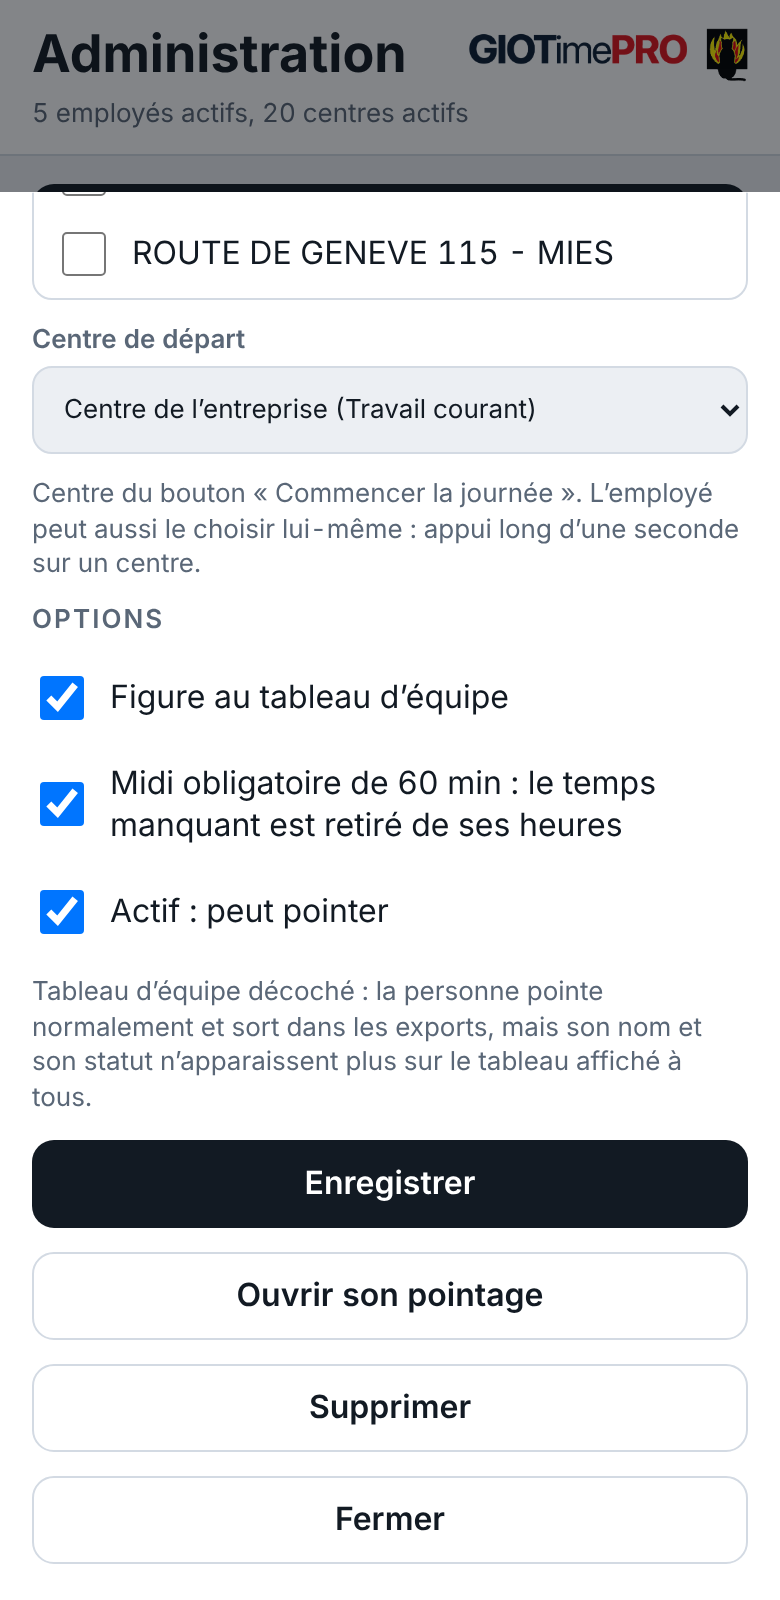 Administration
GIOTimePRO
5 employés actifs, 20 centres actifs
ROUTE DE GENEVE 115 - MIES
Centre de départ
Centre de l’entreprise (Travail courant)
Centre du bouton « Commencer la journée ». L’employé
peut aussi le choisir lui-même : appui long d’une seconde
sur un centre.
OPTIONS
Figure au tableau d’équipe
Midi obligatoire de 60 min : le temps
manquant est retiré de ses heures
Actif : peut pointer
Tableau d’équipe décoché : la personne pointe
normalement et sort dans les exports, mais son nom et
son statut n’apparaissent plus sur le tableau affiché à
tous.
Enregistrer
Ouvrir son pointage
Supprimer
Fermer